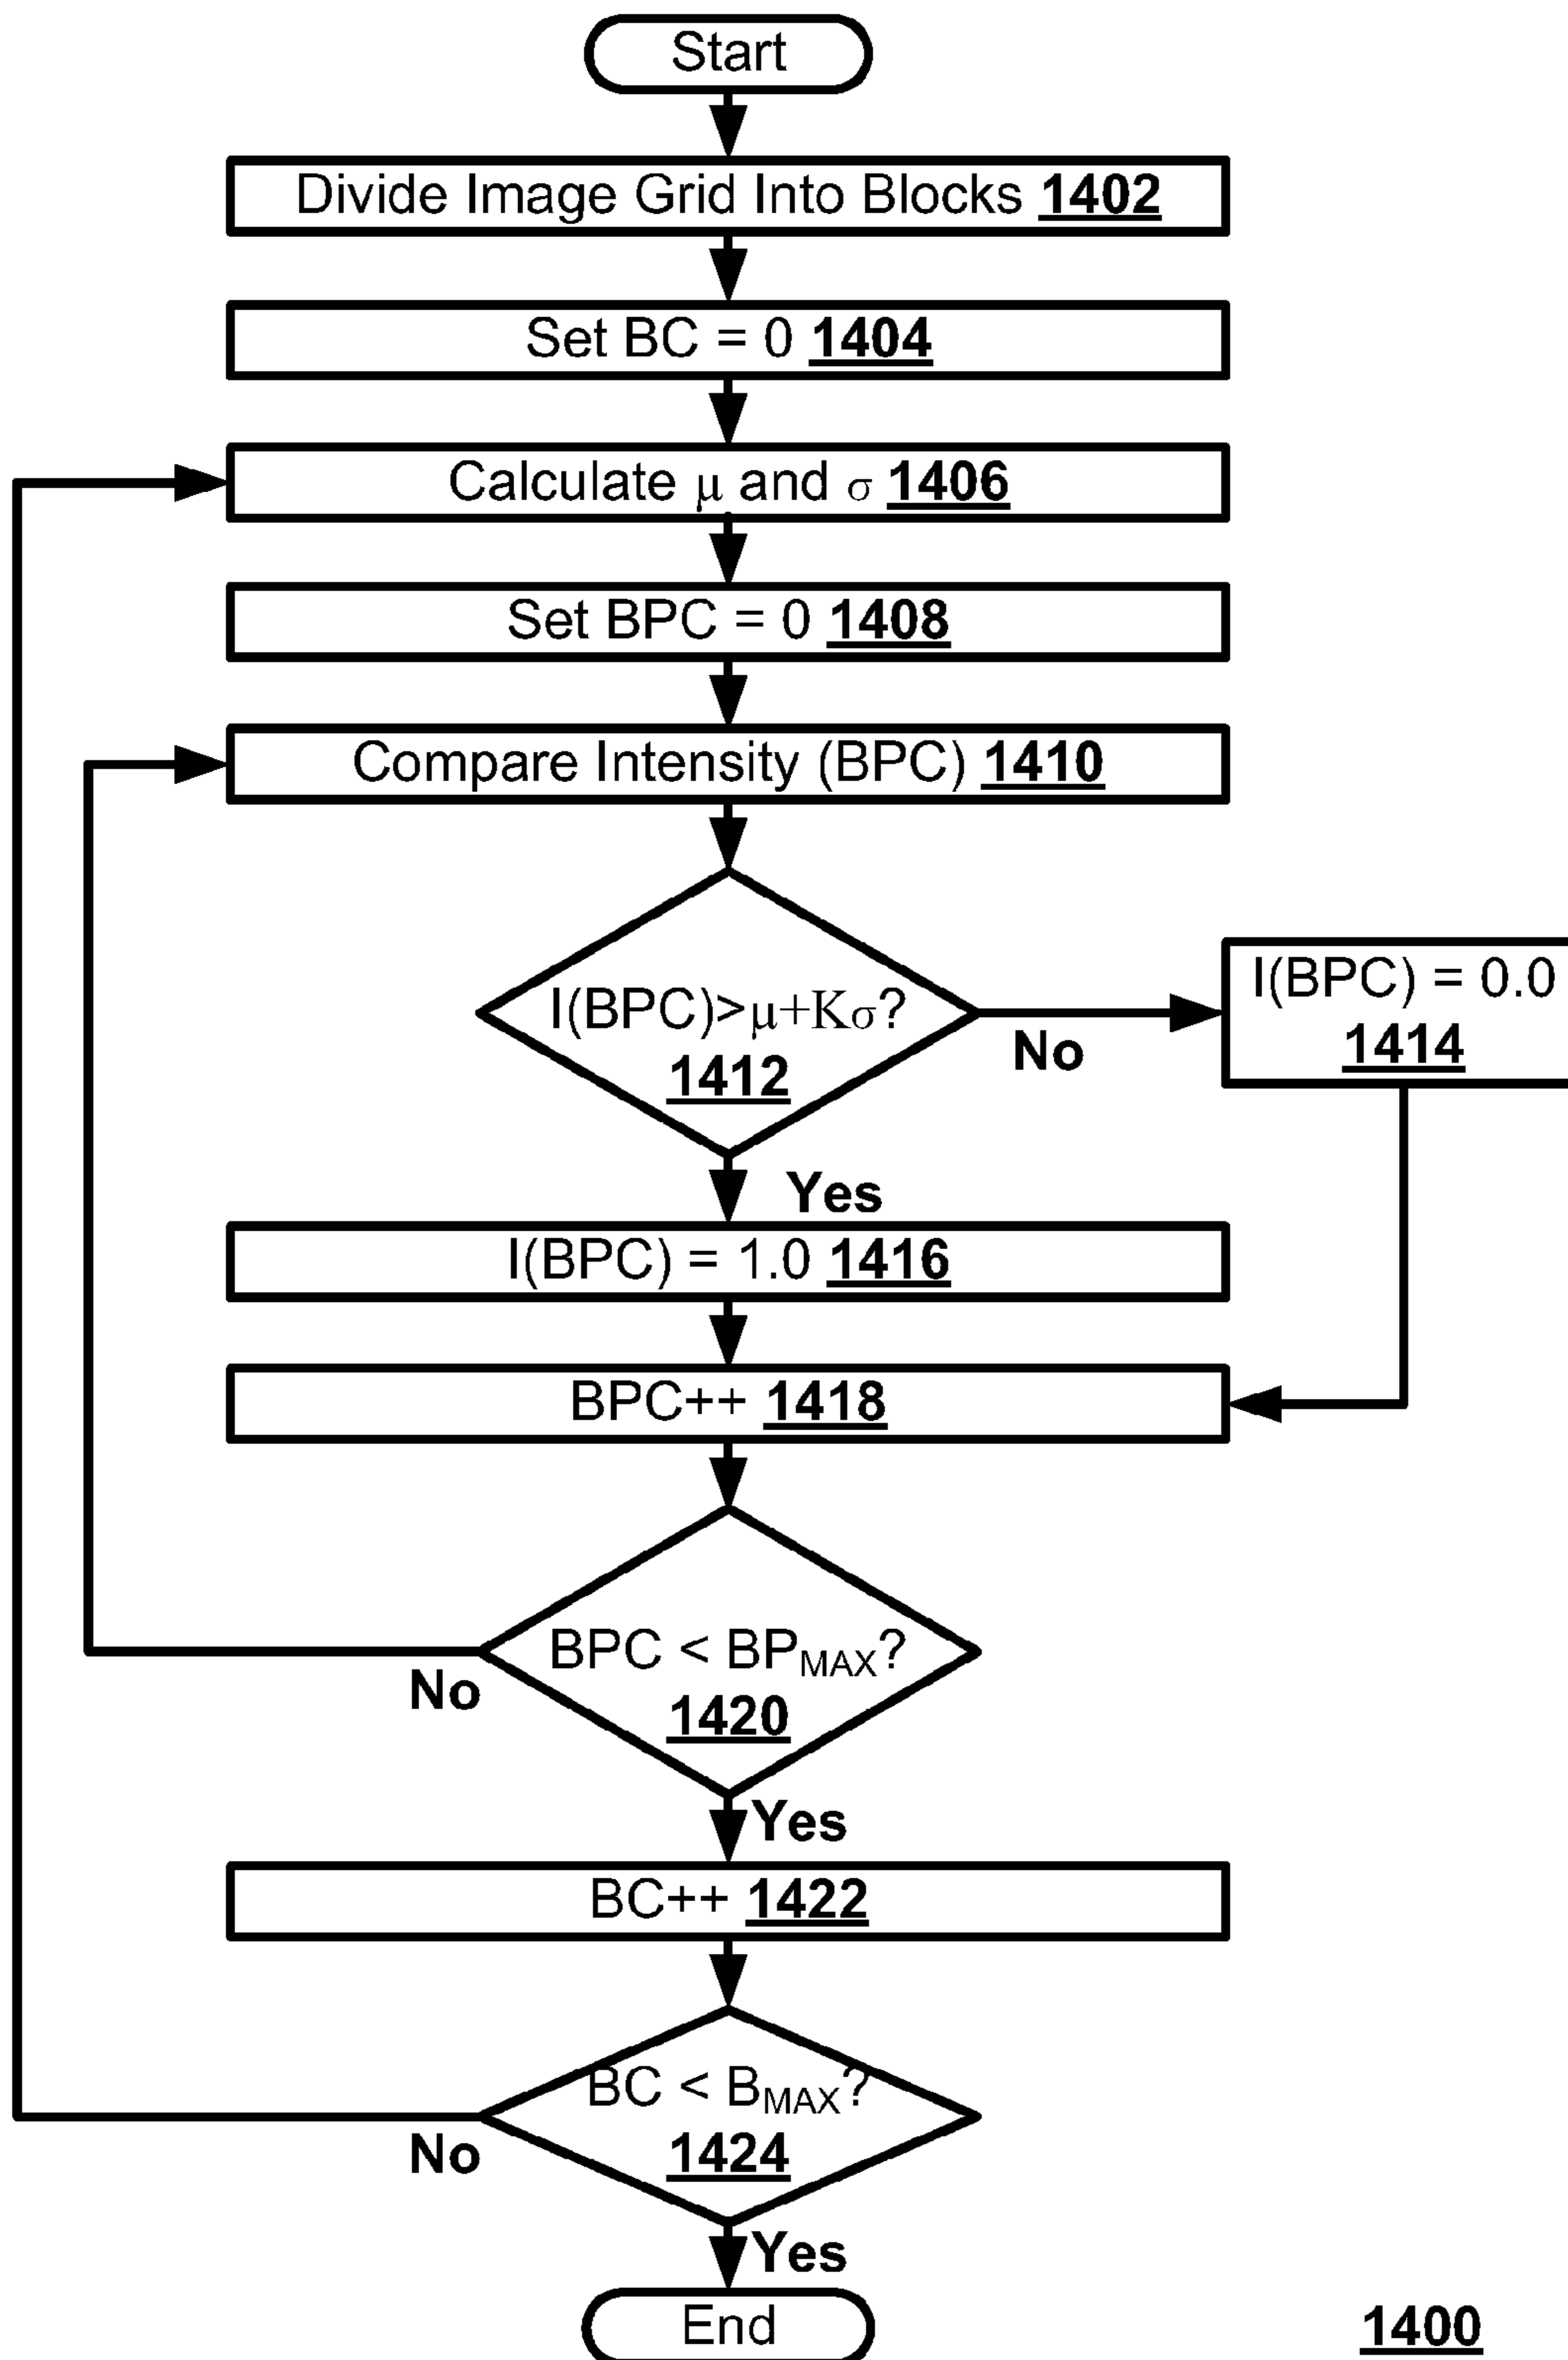 Start
Divide Image Grid Into Blocks 1402
Set BC = 0 1404
Calculate μ and σ 1406
Set BPC = 0 1408
Compare Intensity (BPC) 1410
I(BPC)>μ+Kσ?
1412
No
I(BPC) = 0.0
1414
Yes
I(BPC) = 1.0 1416
BPC++ 1418
BPC < BPMAX?
1420
No
Yes
BC++ 1422
BC < BMAX?
1424
No
Yes
End
1400